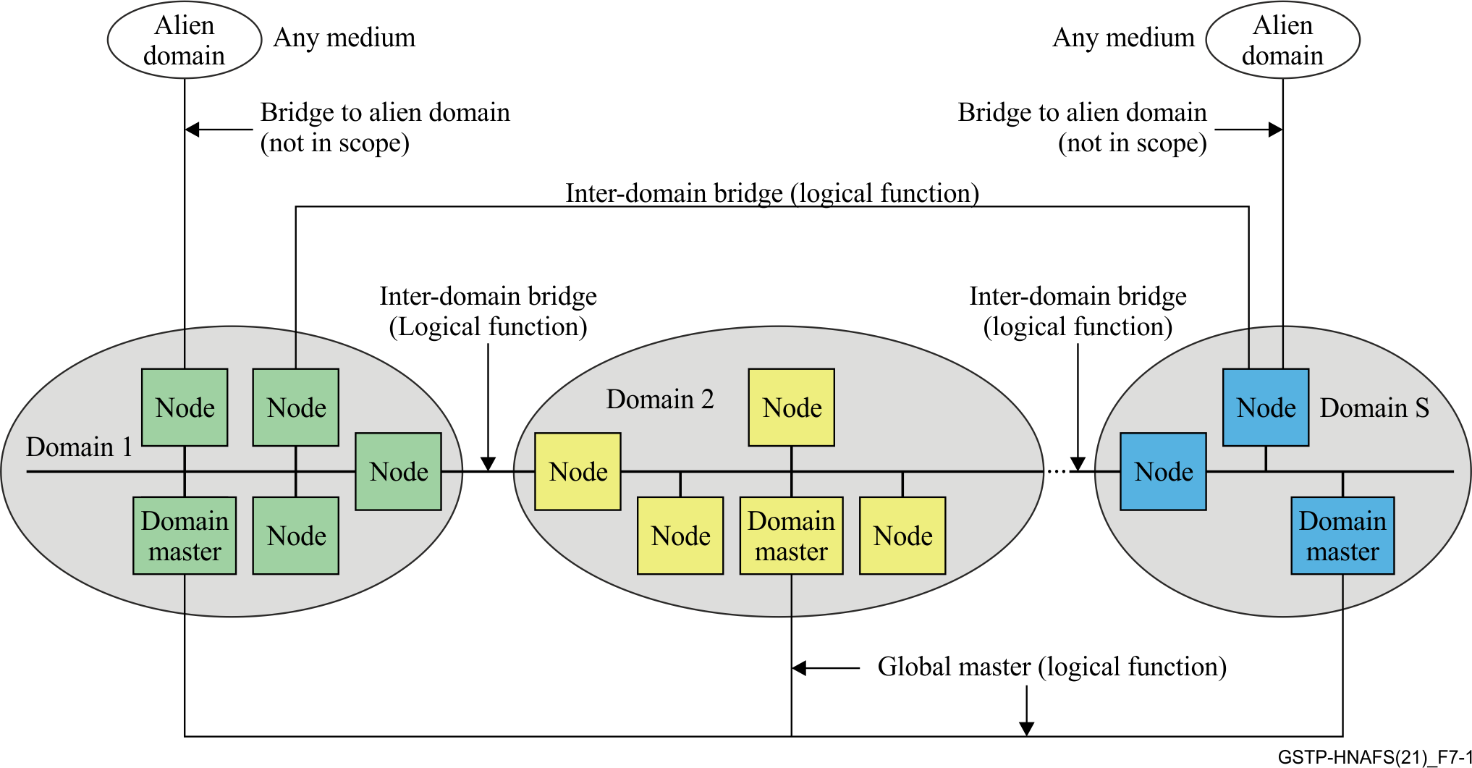 Alien
domain
Any medium
Any medium
Alien
domain
Bridge to alien domain
(not in scope)
Bridge to alien domain
(not in scope)
Inter-domain bridge (logical function)
Inter-domain bridge
(Logical function)
Inter-domain bridge
(logical function)
Domain 1
Node
Node
Node
Domain
master
Node
Domain 2
Node
Node
Node
Domain
master
Node
Node
Domain S
Node
Domain
master
Global master (logical function)
GSTP-HNAFS(21)_F7-1